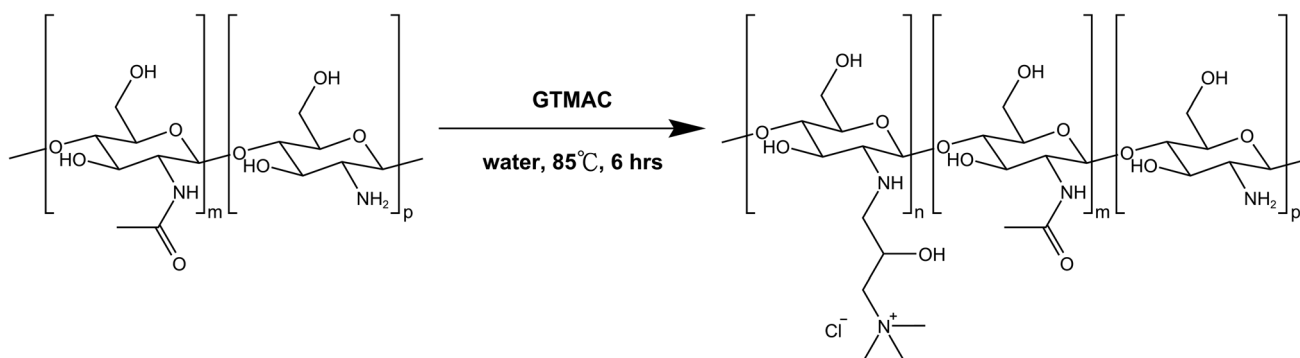 OH
OH
O
O
HO
NH
O
m
O
O
HO
NH₂
p
GTMAC
water, 85℃, 6 hrs
OH
O
O
HO
NH
n
OH
N⁺
Cl⁻
OH
O
O
HO
NH
O
m
OH
O
O
HO
NH₂
p